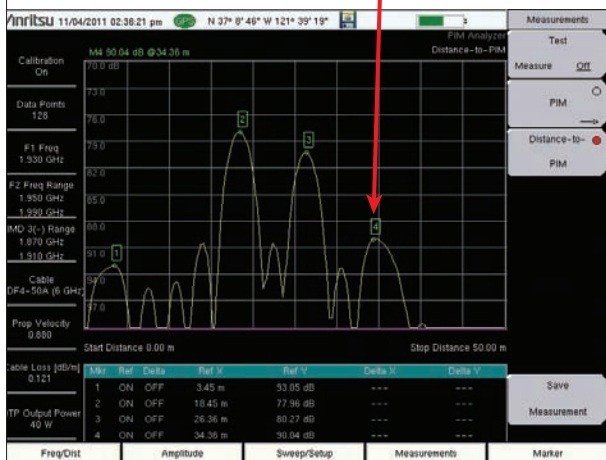 Anritsu 11/04/2011 02:36:21 pm GPS N 37° 8' 46" W 121° 39' 19"
Measurements
PIM Analyzer
M4 90.04 dB @34.36 m
Distance-to-PIM
Calibration
On
Data Points
128
F1 Freq
1.930 GHz
F2 Freq Range
1.950 GHz
1.990 GHz
IMD 3(-) Range
1.870 GHz
1.910 GHz
Cable
DF4-50A (6 GHz)
Prop Velocity
0.880
Cable Loss [dB/m]
0.121
TP Output Power
40 W
70.0 dB
73.0
76.0
79.0
82.0
85.0
88.0
91.0
94.0
97.0
1
2
3
4
Start Distance 0.00 m
Stop Distance 50.00 m
Mkr Ref Delta Ref X Ref Y Delta X Delta Y
1 ON OFF 3.45 m 93.05 dB --- ---
2 ON OFF 18.45 m 77.96 dB --- ---
3 ON OFF 26.36 m 80.27 dB --- ---
4 ON OFF 34.36 m 90.04 dB --- ---
Test
Measure Off
PIM
Distance-to-
PIM
Save
Measurement
Freq/Dist
Amplitude
Sweep/Setup
Measurements
Marker